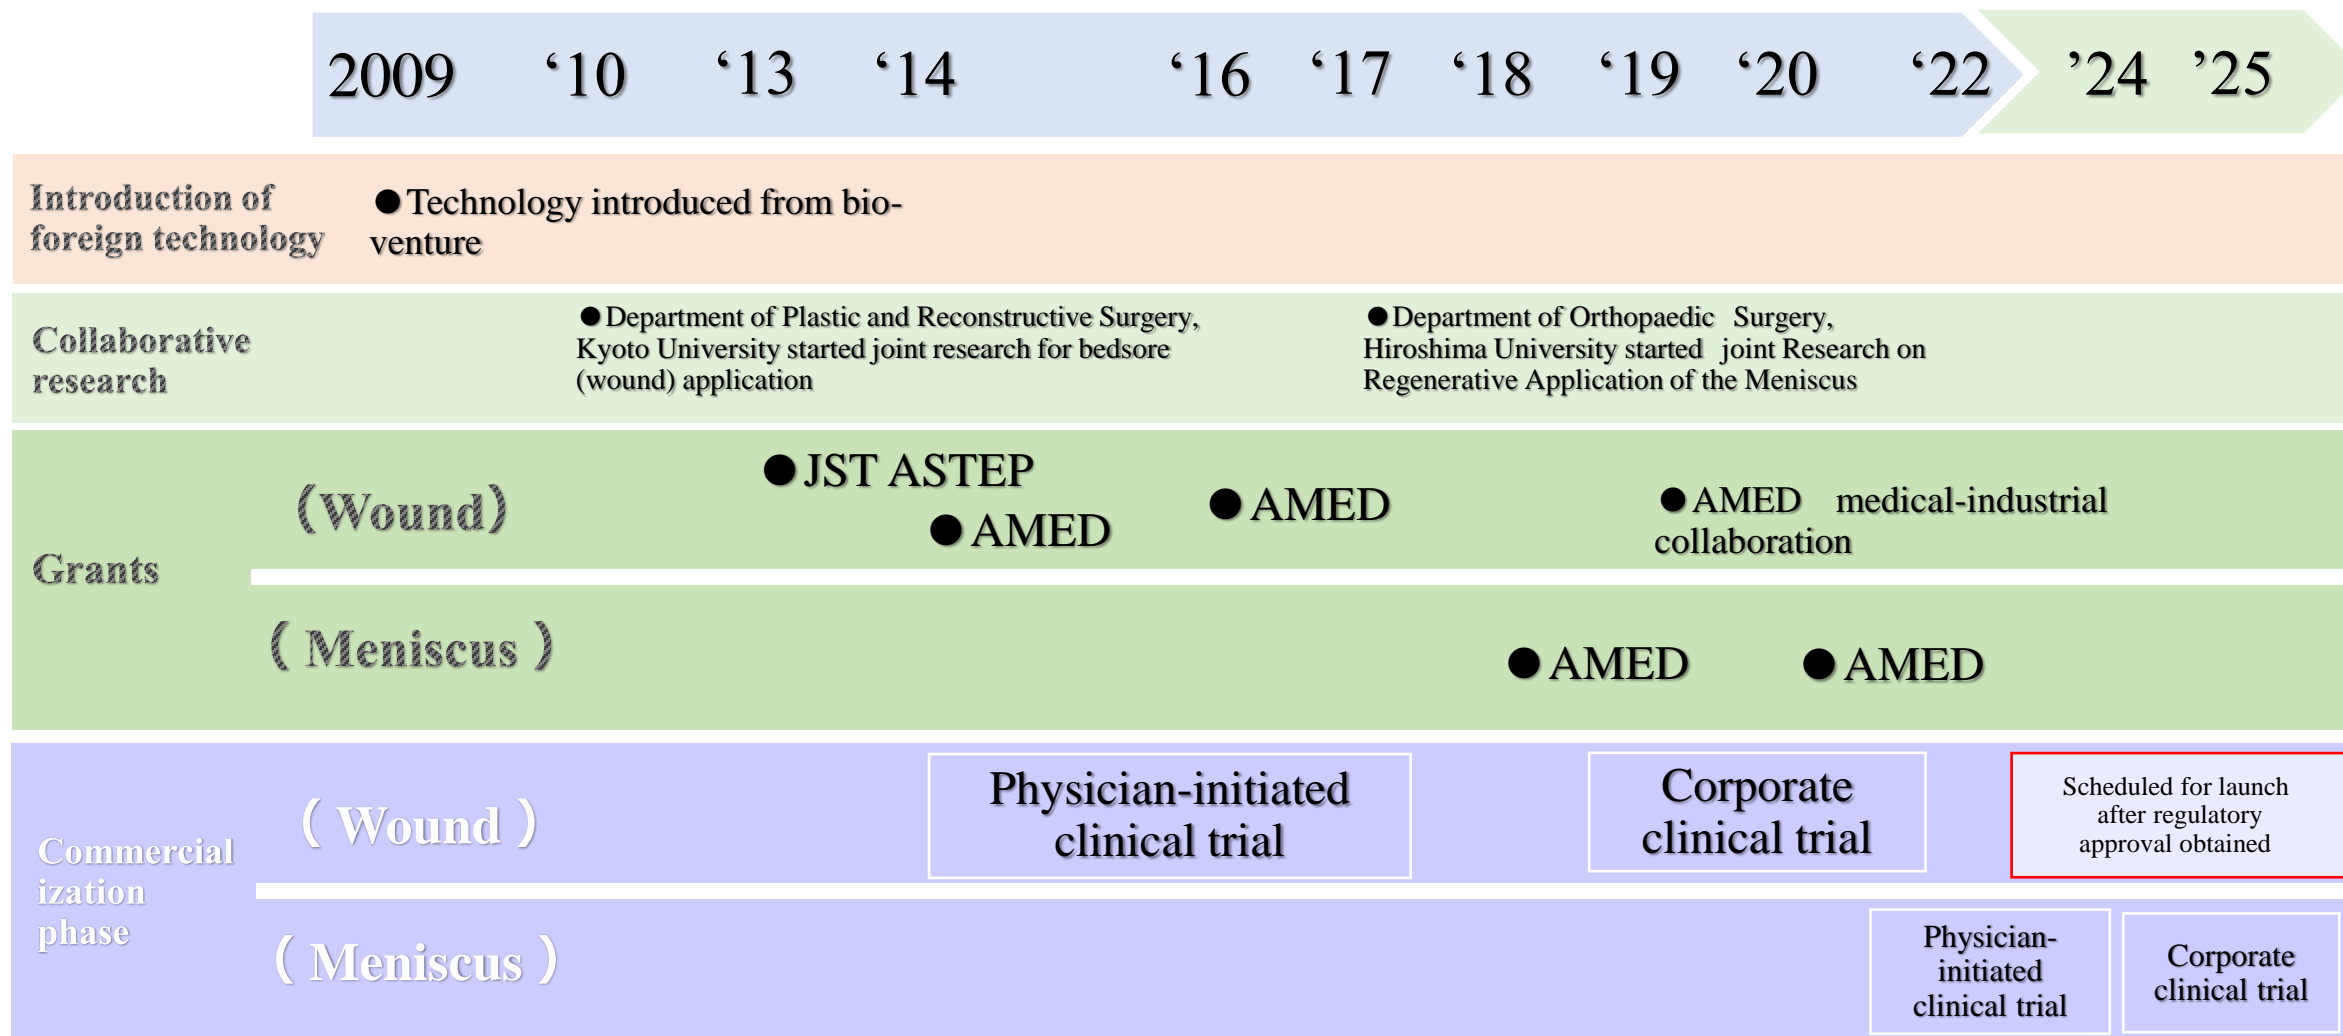 2009 ‘10 ‘13 ‘14 ‘16 ‘17 ‘18 ‘19 ‘20 ‘22 ’24 ’25
Introduction of
foreign technology
●Technology introduced from bio-
venture
Collaborative
research
●Department of Plastic and Reconstructive Surgery,
Kyoto University started joint research for bedsore
(wound) application
●Department of Orthopaedic Surgery,
Hiroshima University started joint Research on
Regenerative Application of the Meniscus
Grants
(Wound)
●JST ASTEP
●AMED
●AMED
●AMED medical-industrial
collaboration
( Meniscus )
●AMED
●AMED
Commercial
ization
phase
( Wound )
Physician-initiated
clinical trial
Corporate
clinical trial
Scheduled for launch
after regulatory
approval obtained
( Meniscus )
Physician-
initiated
clinical trial
Corporate
clinical trial